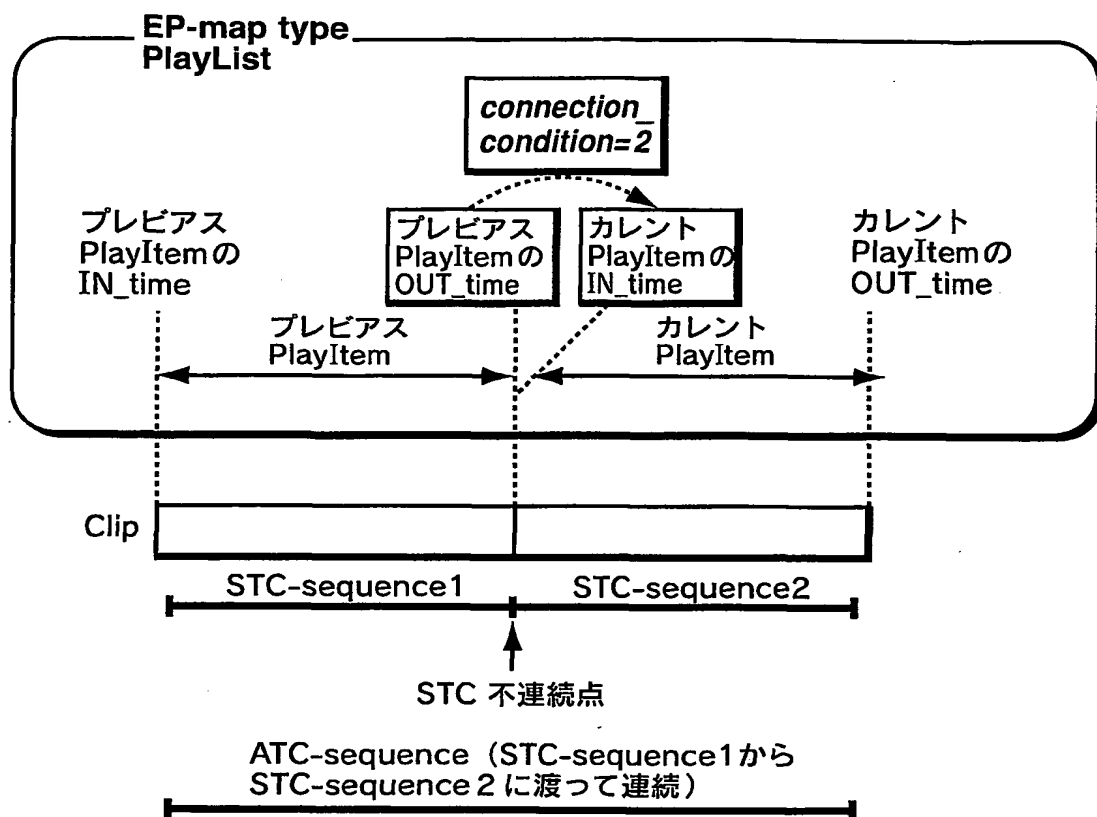 EP-map type
PlayList
connection_
condition=2
プレビアス
PlayItemの
IN_time
プレビアス
PlayItemの
OUT_time
カレント
PlayItemの
IN_time
カレント
PlayItemの
OUT_time
プレビアス
PlayItem
カレント
PlayItem
Clip
STC-sequence1
STC-sequence2
STC 不連続点
ATC-sequence（STC-sequence1から
STC-sequence2に渡って連続）